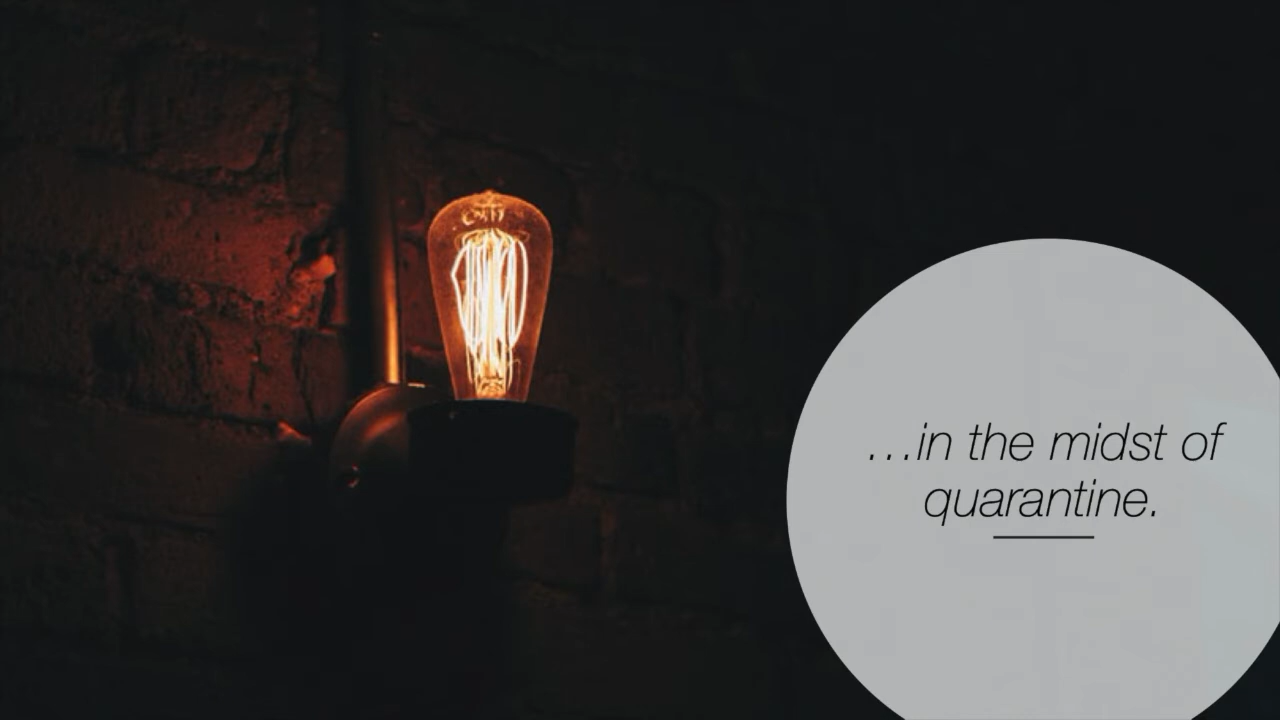 …in the midst of
quarantine.